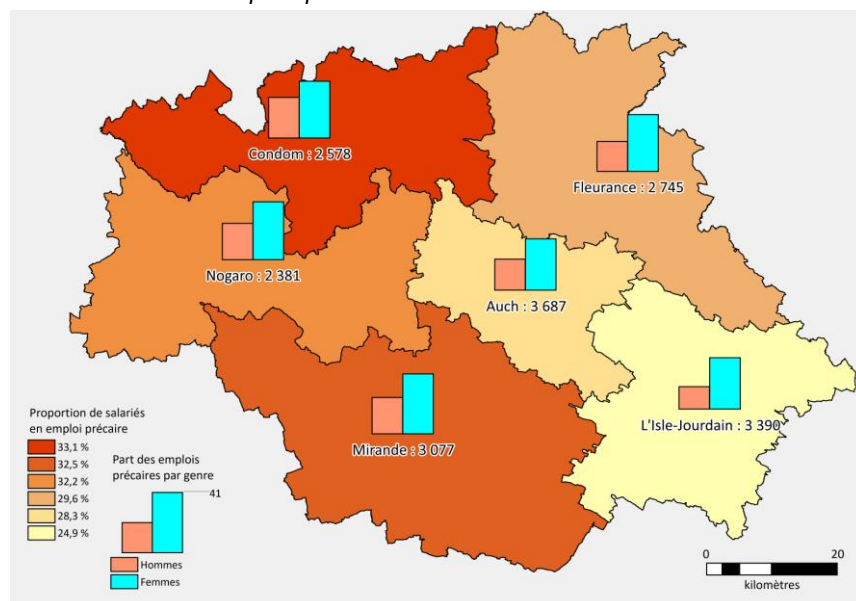 Condom : 2 578
Fleurance : 2 745
Nogaro : 2 381
Auch : 3 687
L'Isle-Jourdain : 3 390
Mirande : 3 077
Proportion de salariés
en emploi précaire
33,1 %
32,5 %
32,2 %
29,6 %
28,3 %
24,9 %
Part des emplois
précaires par genre
41
Hommes
Femmes
0 20
kilomètres